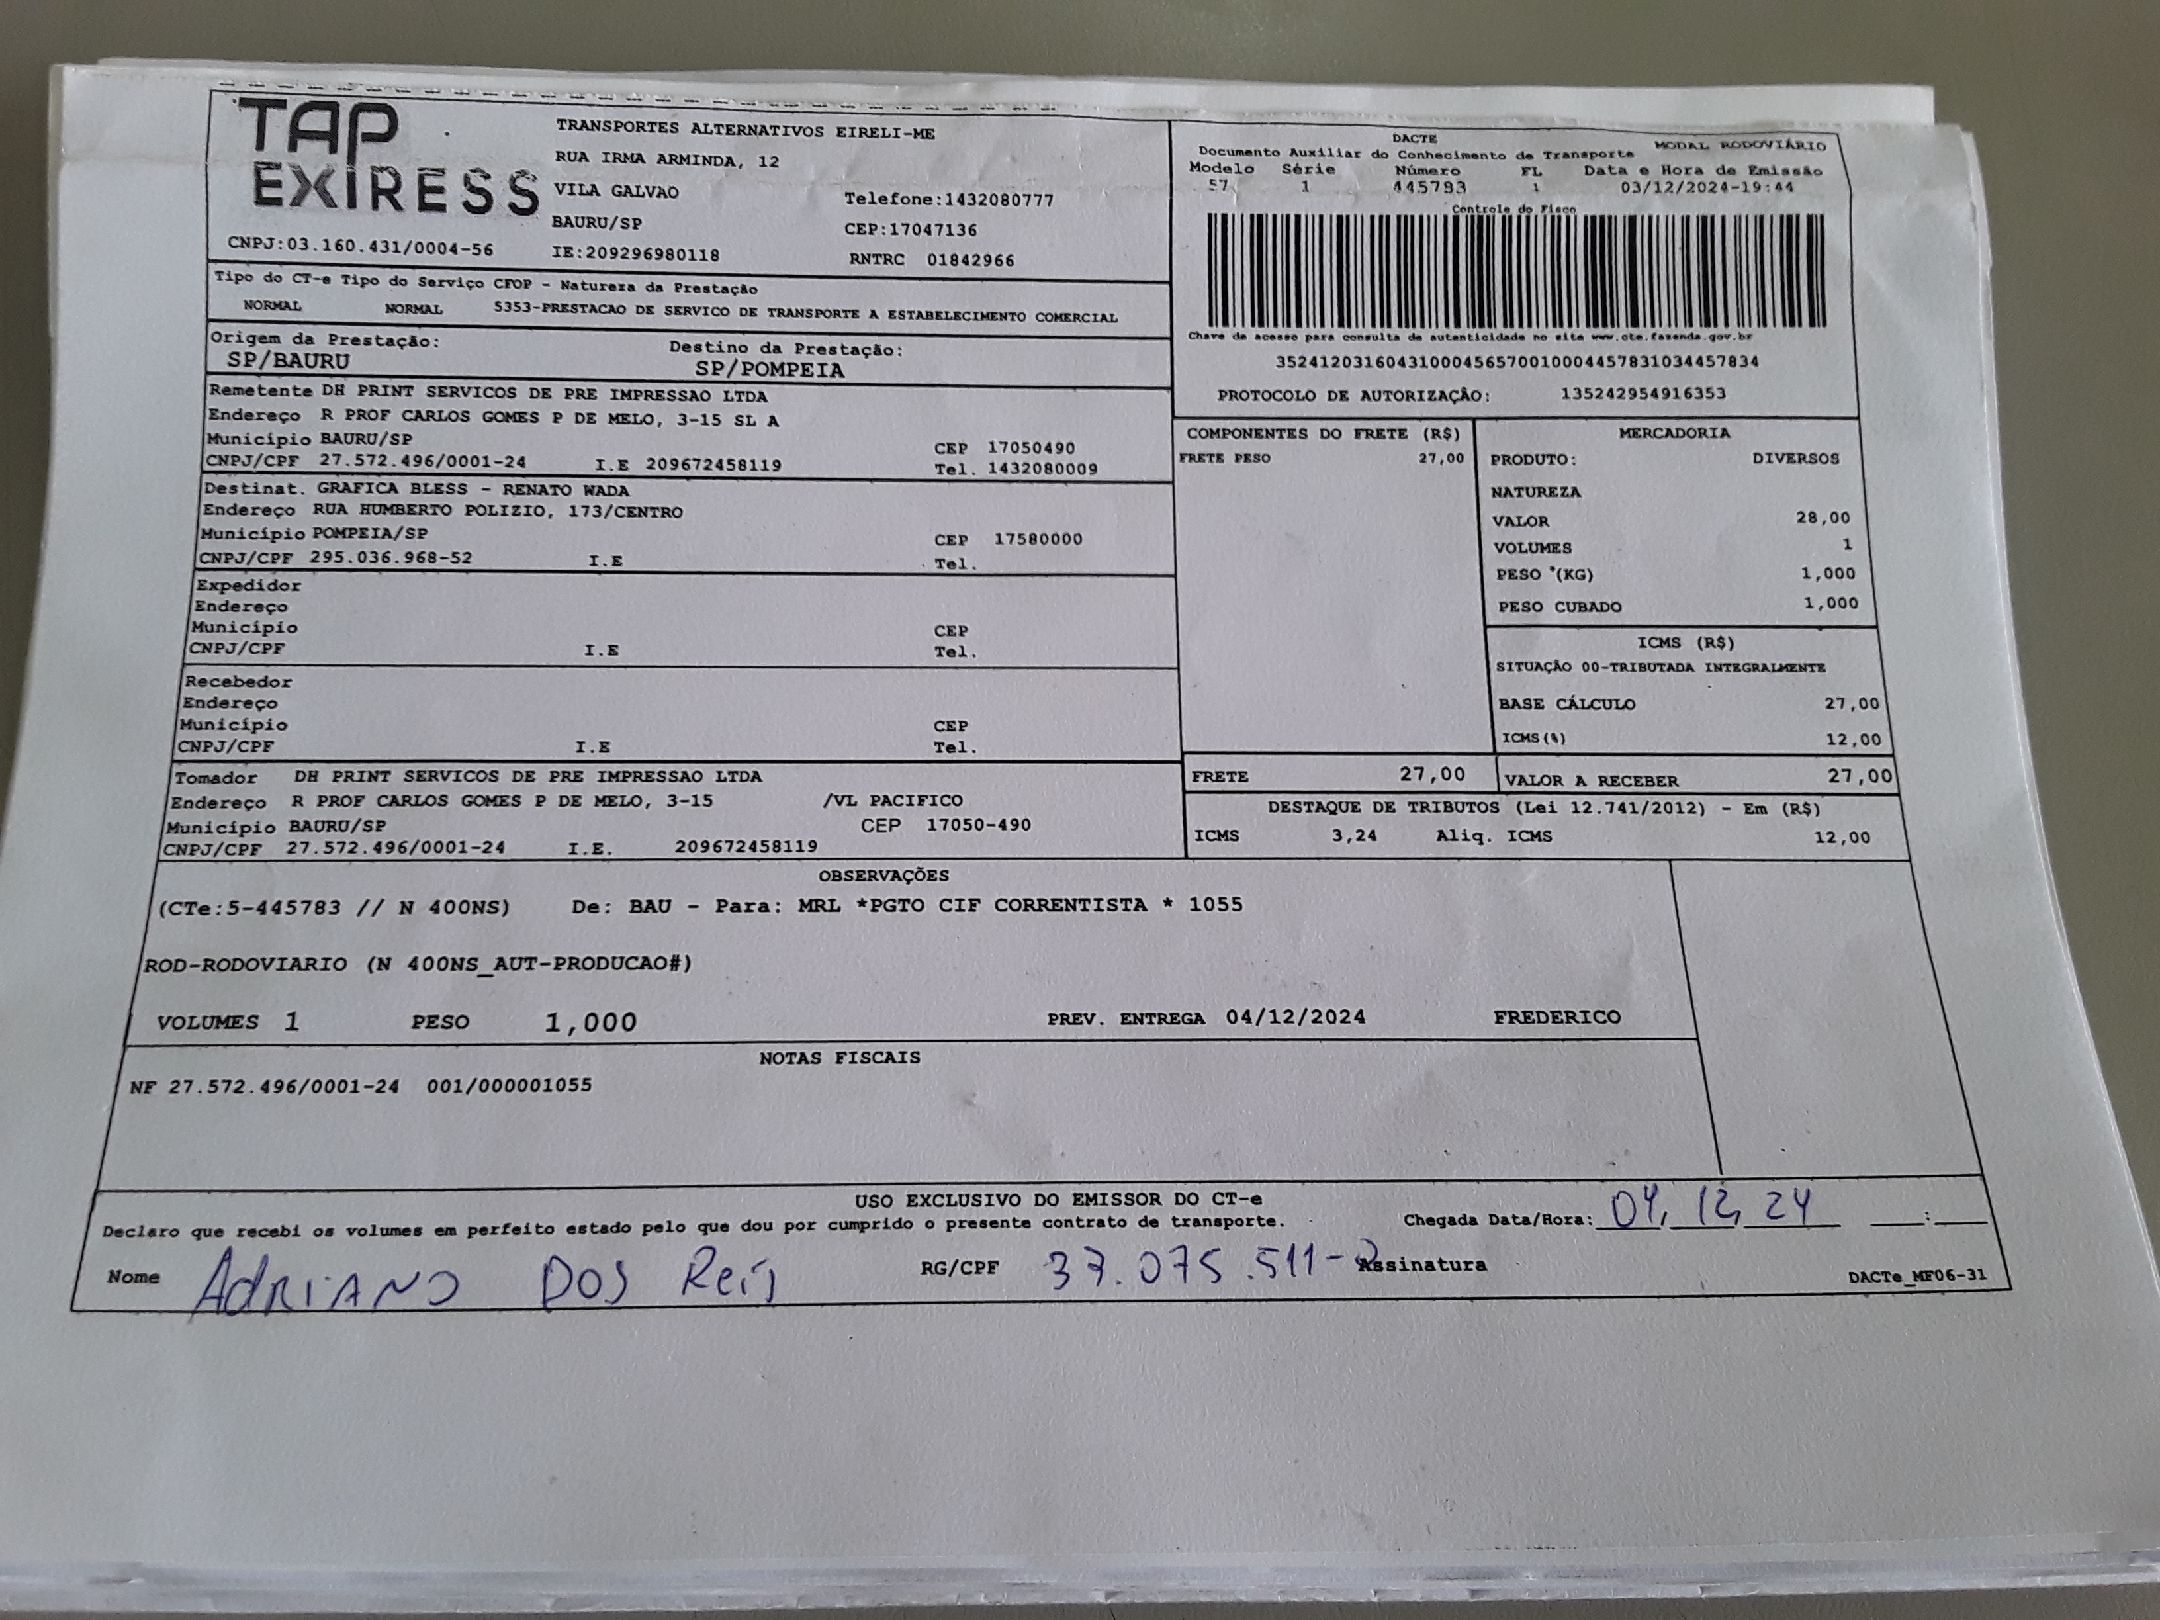 TAP
EXPRESS
TRANSPORTES ALTERNATIVOS EIRELI-ME
RUA IRMA ARMINDA, 12
VILA GALVAO
Telefone:1432080777
BAURU/SP
CEP:17047136
CNPJ:03.160.431/0004-56
IE:209296980118
RNTRC 01842966
DACTE
MODAL RODOVIÁRIO
Documento Auxiliar do Conhecimento de Transporte
Modelo Série Número FL Data e Hora de Emissão
57 1 445783 1 03/12/2024-19:44
Controle do Fisco
Chave de acesso para consulta de autenticidade no site www.cte.fazenda.gov.br
35241203160431000456570010004457831034457834
PROTOCOLO DE AUTORIZAÇÃO: 135242954916353
Tipo do CT-e Tipo do Serviço CFOP - Natureza da Prestação
NORMAL NORMAL 5353-PRESTACAO DE SERVICO DE TRANSPORTE A ESTABELECIMENTO COMERCIAL
Origem da Prestação: Destino da Prestação:
SP/BAURU SP/POMPEIA
Remetente DH PRINT SERVICOS DE PRE IMPRESSAO LTDA
Endereço R PROF CARLOS GOMES P DE MELO, 3-15 SL A
Município BAURU/SP CEP 17050490
CNPJ/CPF 27.572.496/0001-24 I.E 209672458119 Tel. 1432080009
Destinat. GRAFICA BLESS - RENATO WADA
Endereço RUA HUMBERTO POLIZIO, 173/CENTRO
Município POMPEIA/SP CEP 17580000
CNPJ/CPF 295.036.968-52 I.E Tel.
Expedidor
Endereço
Município CEP
CNPJ/CPF I.E Tel.
Recebedor
Endereço
Município CEP
CNPJ/CPF I.E Tel.
Tomador DH PRINT SERVICOS DE PRE IMPRESSAO LTDA
Endereço R PROF CARLOS GOMES P DE MELO, 3-15 /VL PACIFICO
Município BAURU/SP CEP 17050-490
CNPJ/CPF 27.572.496/0001-24 I.E. 209672458119
COMPONENTES DO FRETE (R$)
FRETE PESO 27,00
MERCADORIA
PRODUTO: DIVERSOS
NATUREZA
VALOR 28,00
VOLUMES 1
PESO (KG) 1,000
PESO CUBADO 1,000
ICMS (R$)
SITUAÇÃO 00-TRIBUTADA INTEGRALMENTE
BASE CÁLCULO 27,00
ICMS(%) 12,00
FRETE 27,00 VALOR A RECEBER 27,00
DESTAQUE DE TRIBUTOS (Lei 12.741/2012) - Em (R$)
ICMS 3,24 Aliq. ICMS 12,00
OBSERVAÇÕES
(CTe:5-445783 // N 400NS) De: BAU - Para: MRL *PGTO CIF CORRENTISTA * 1055
ROD-RODOVIARIO (N 400NS_AUT-PRODUCAO#)
VOLUMES 1 PESO 1,000 PREV. ENTREGA 04/12/2024 FREDERICO
NOTAS FISCAIS
NF 27.572.496/0001-24 001/000001055
USO EXCLUSIVO DO EMISSOR DO CT-e
Declaro que recebi os volumes em perfeito estado pelo que dou por cumprido o presente contrato de transporte. Chegada Data/Hora: 04, 12, 24 :
Nome Adriano dos Reis RG/CPF 37.075.511- Assinatura
DACTe_MF06-31